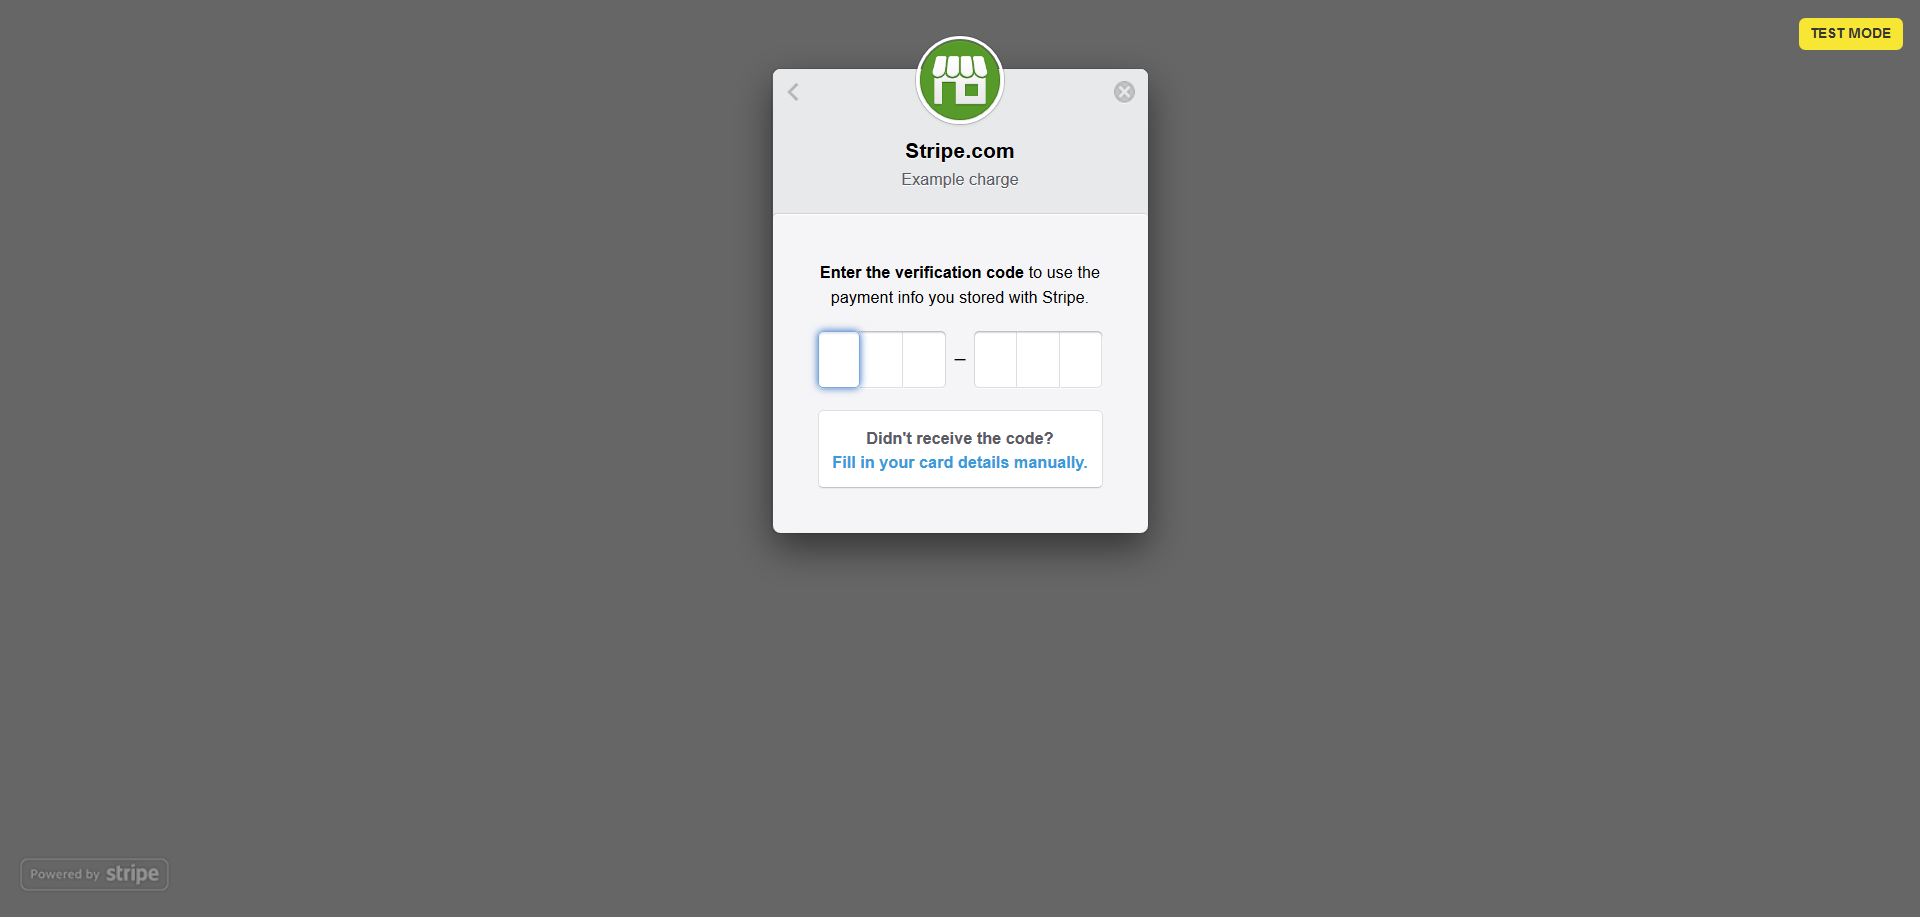 TEST MODE
Stripe.com
Example charge
Enter the verification code to use the
payment info you stored with Stripe.
–
Didn't receive the code?
Fill in your card details manually.
Powered by stripe